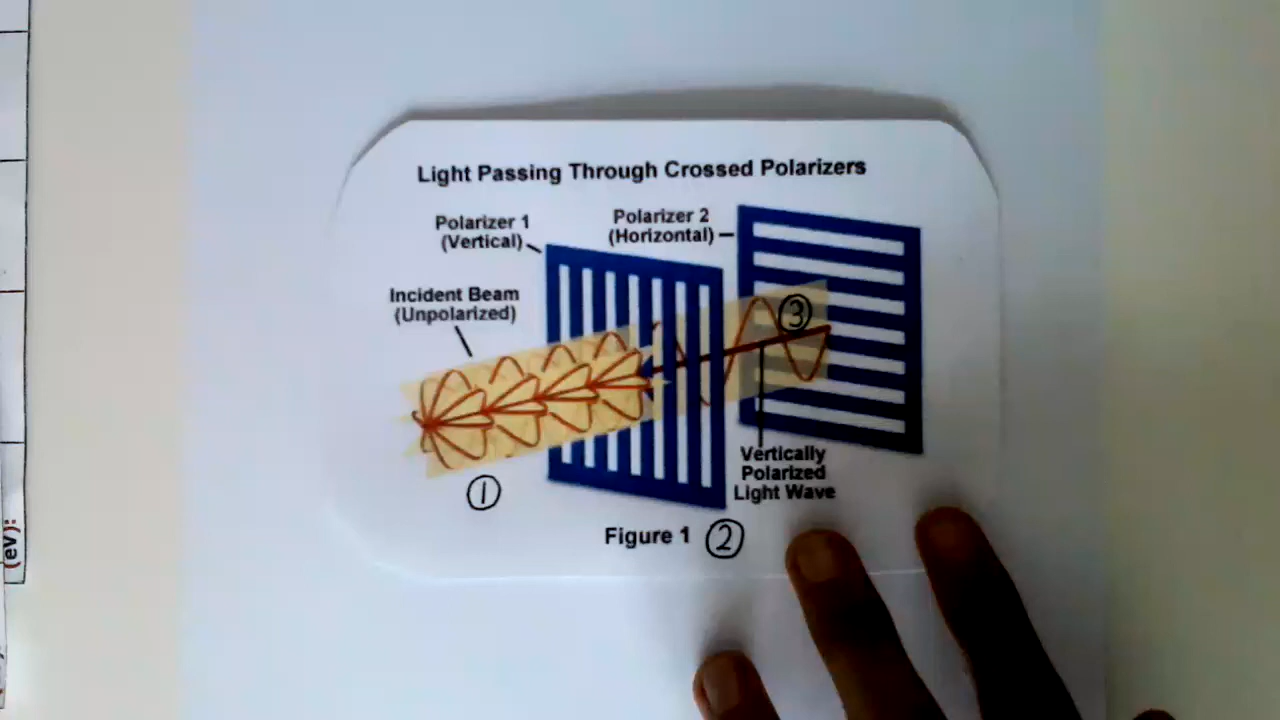 Light Passing Through Crossed Polarizers
Polarizer 1
(Vertical)
Polarizer 2
(Horizontal)
Incident Beam
(Unpolarized)
③
①
Vertically
Polarized
Light Wave
Figure 1
②
(eV):